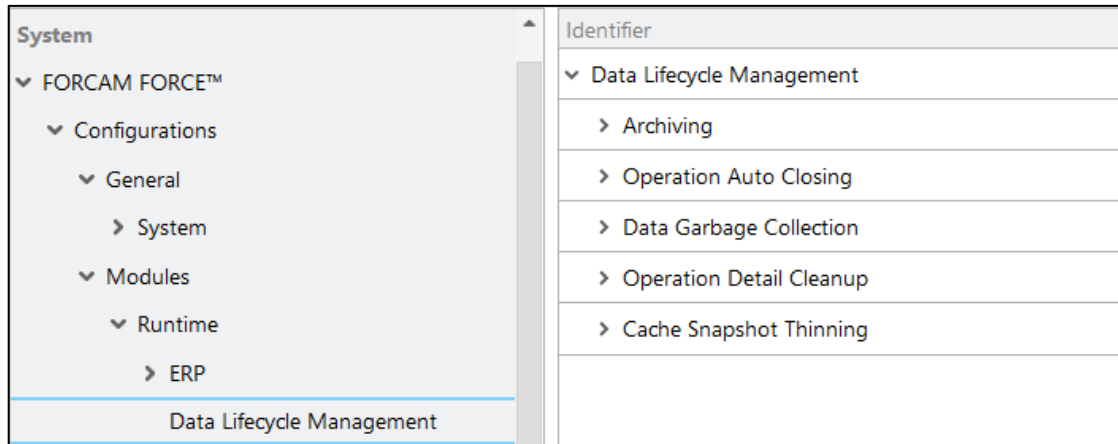 System
FORCAM FORCE™
Configurations
General
System
Modules
Runtime
ERP
Data Lifecycle Management
Identifier
Data Lifecycle Management
Archiving
Operation Auto Closing
Data Garbage Collection
Operation Detail Cleanup
Cache Snapshot Thinning